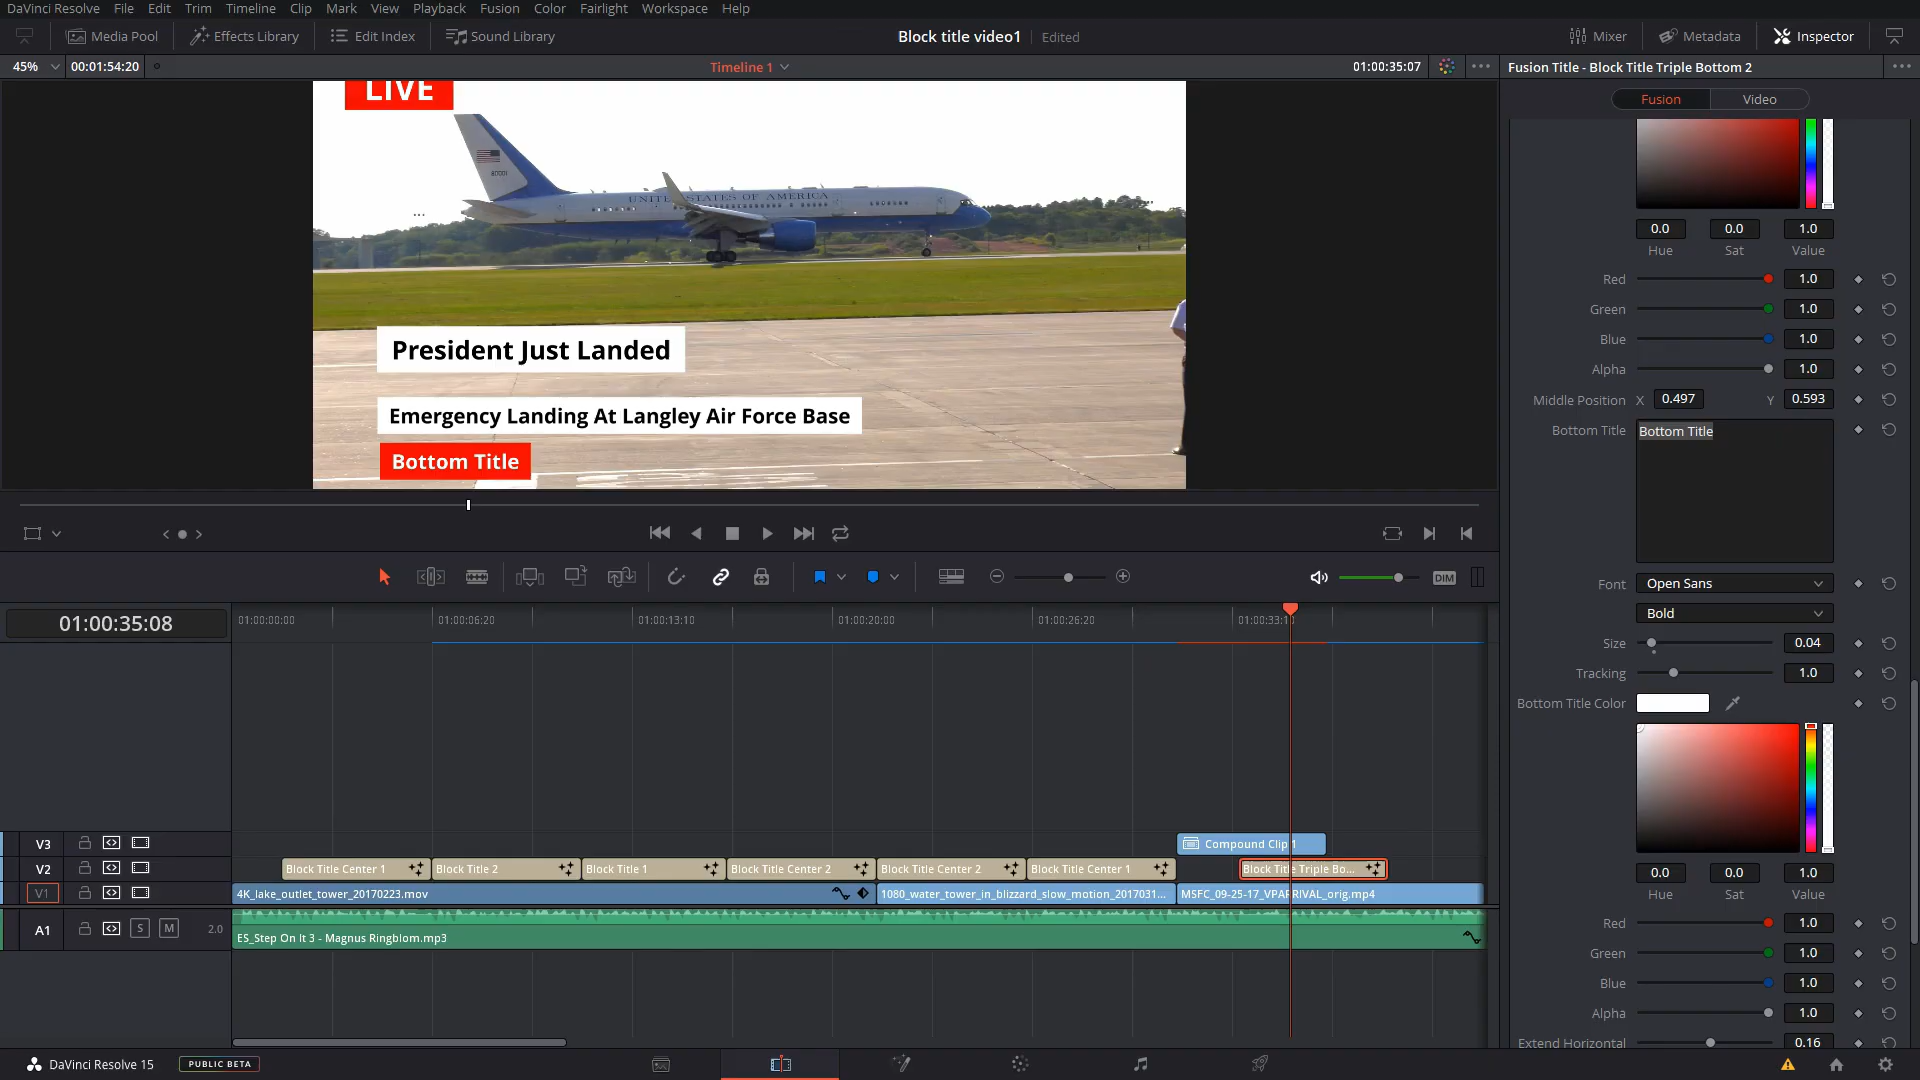 DaVinci Resolve File Edit Trim Timeline Clip Mark View Playback Fusion Color Fairlight Workspace Help
Media Pool Effects Library Edit Index Sound Library Block title video1 Edited Mixer Metadata Inspector
45% 00:01:54:20 Timeline 1 01:00:35:07 Fusion Title - Block Title Triple Bottom 2
Fusion Video
LIVE
UNITED STATES OF AMERICA
80001
President Just Landed
Emergency Landing At Langley Air Force Base
Bottom Title
0.0 0.0 1.0
Hue Sat Value
Red 1.0
Green 1.0
Blue 1.0
Alpha 1.0
Middle Position X 0.497 Y 0.593
Bottom Title Bottom Title
Font Open Sans
Bold
Size 0.04
Tracking 1.0
Bottom Title Color
0.0 0.0 1.0
Hue Sat Value
Red 1.0
Green 1.0
Blue 1.0
Alpha 1.0
Extend Horizontal 0.16
DIM
01:00:35:08 01:00:00:00 01:00:06:20 01:00:13:10 01:00:20:00 01:00:26:20 01:00:33:10
V3 Compound Clip 1
V2 Block Title Center 1 Block Title 2 Block Title 1 Block Title Center 2 Block Title Center 2 Block Title Center 1 Block Title Triple Bo...
V1 4K_lake_outlet_tower_20170223.mov 1080_water_tower_in_blizzard_slow_motion_2017031... MSFC_09-25-17_VPARRIVAL_orig.mp4
A1 S M 2.0
ES_Step On It 3 - Magnus Ringblom.mp3
DaVinci Resolve 15 PUBLIC BETA